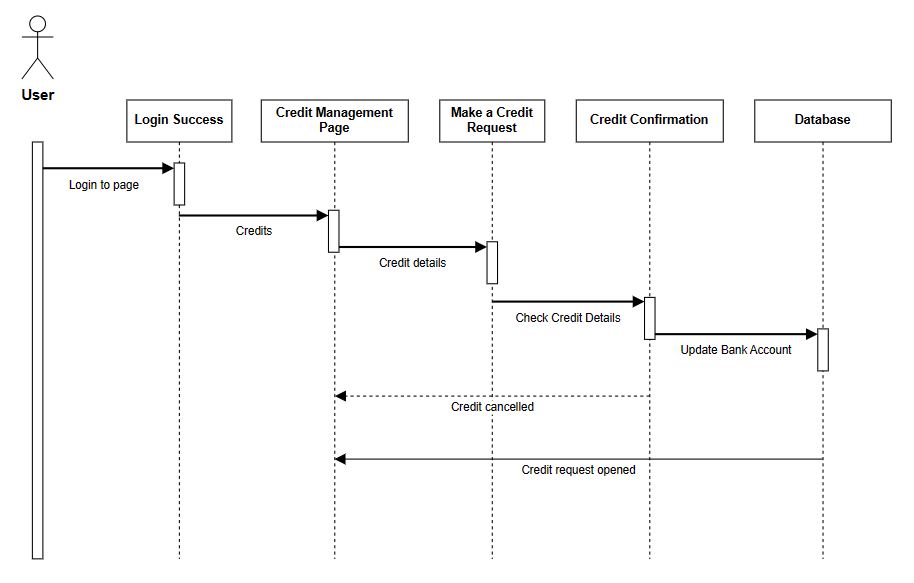 User
Login Success
Credit Management
Page
Make a Credit
Request
Credit Confirmation
Database
Login to page
Credits
Credit details
Check Credit Details
Update Bank Account
Credit cancelled
Credit request opened